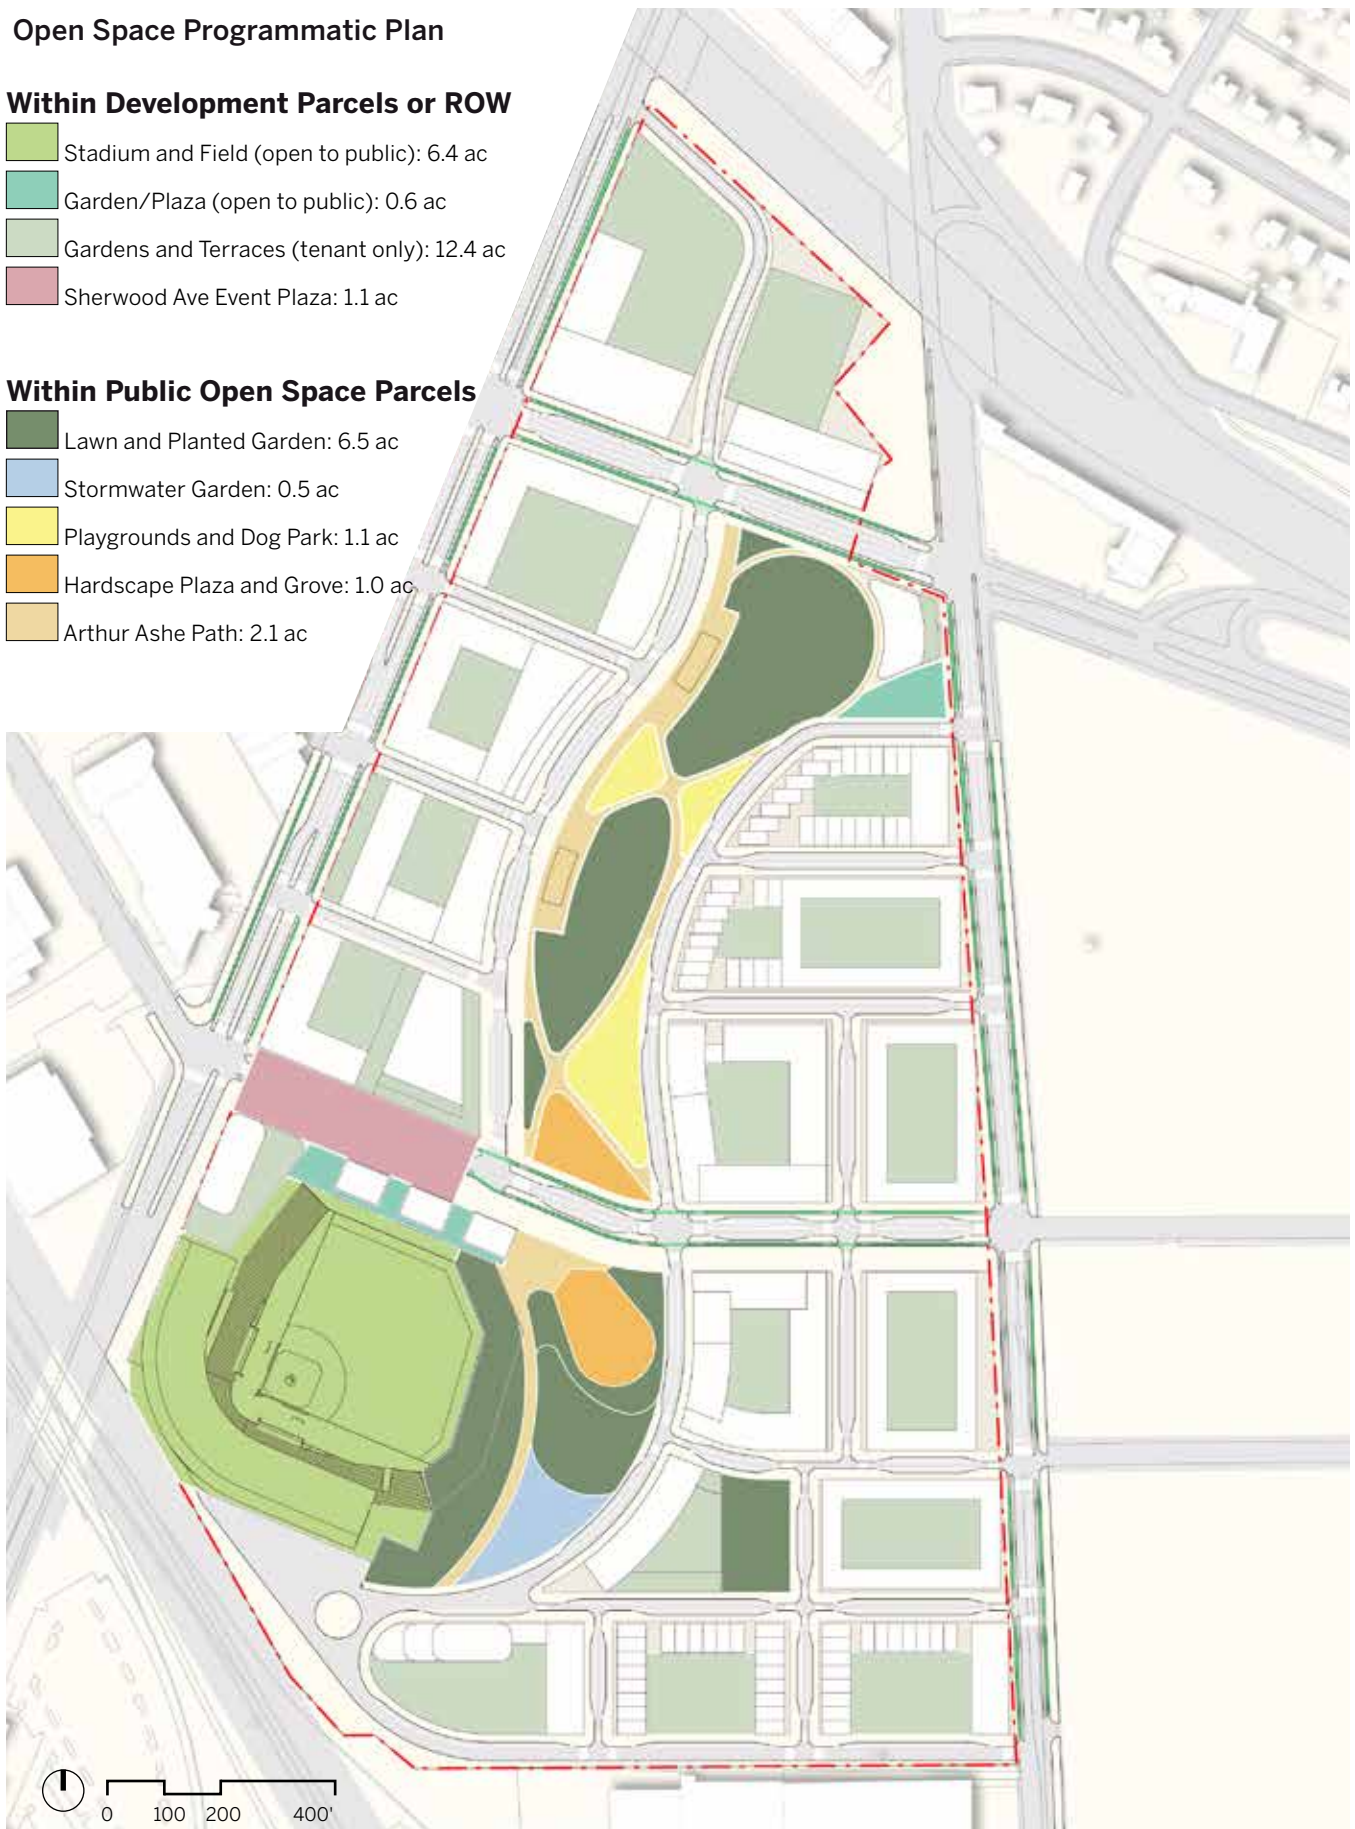 Open Space Programmatic Plan
Within Development Parcels or ROW
Stadium and Field (open to public): 6.4 ac
Garden/Plaza (open to public): 0.6 ac
Gardens and Terraces (tenant only): 12.4 ac
Sherwood Ave Event Plaza: 1.1 ac
Within Public Open Space Parcels
Lawn and Planted Garden: 6.5 ac
Stormwater Garden: 0.5 ac
Playgrounds and Dog Park: 1.1 ac
Hardscape Plaza and Grove: 1.0 ac
Arthur Ashe Path: 2.1 ac
0 100 200 400'